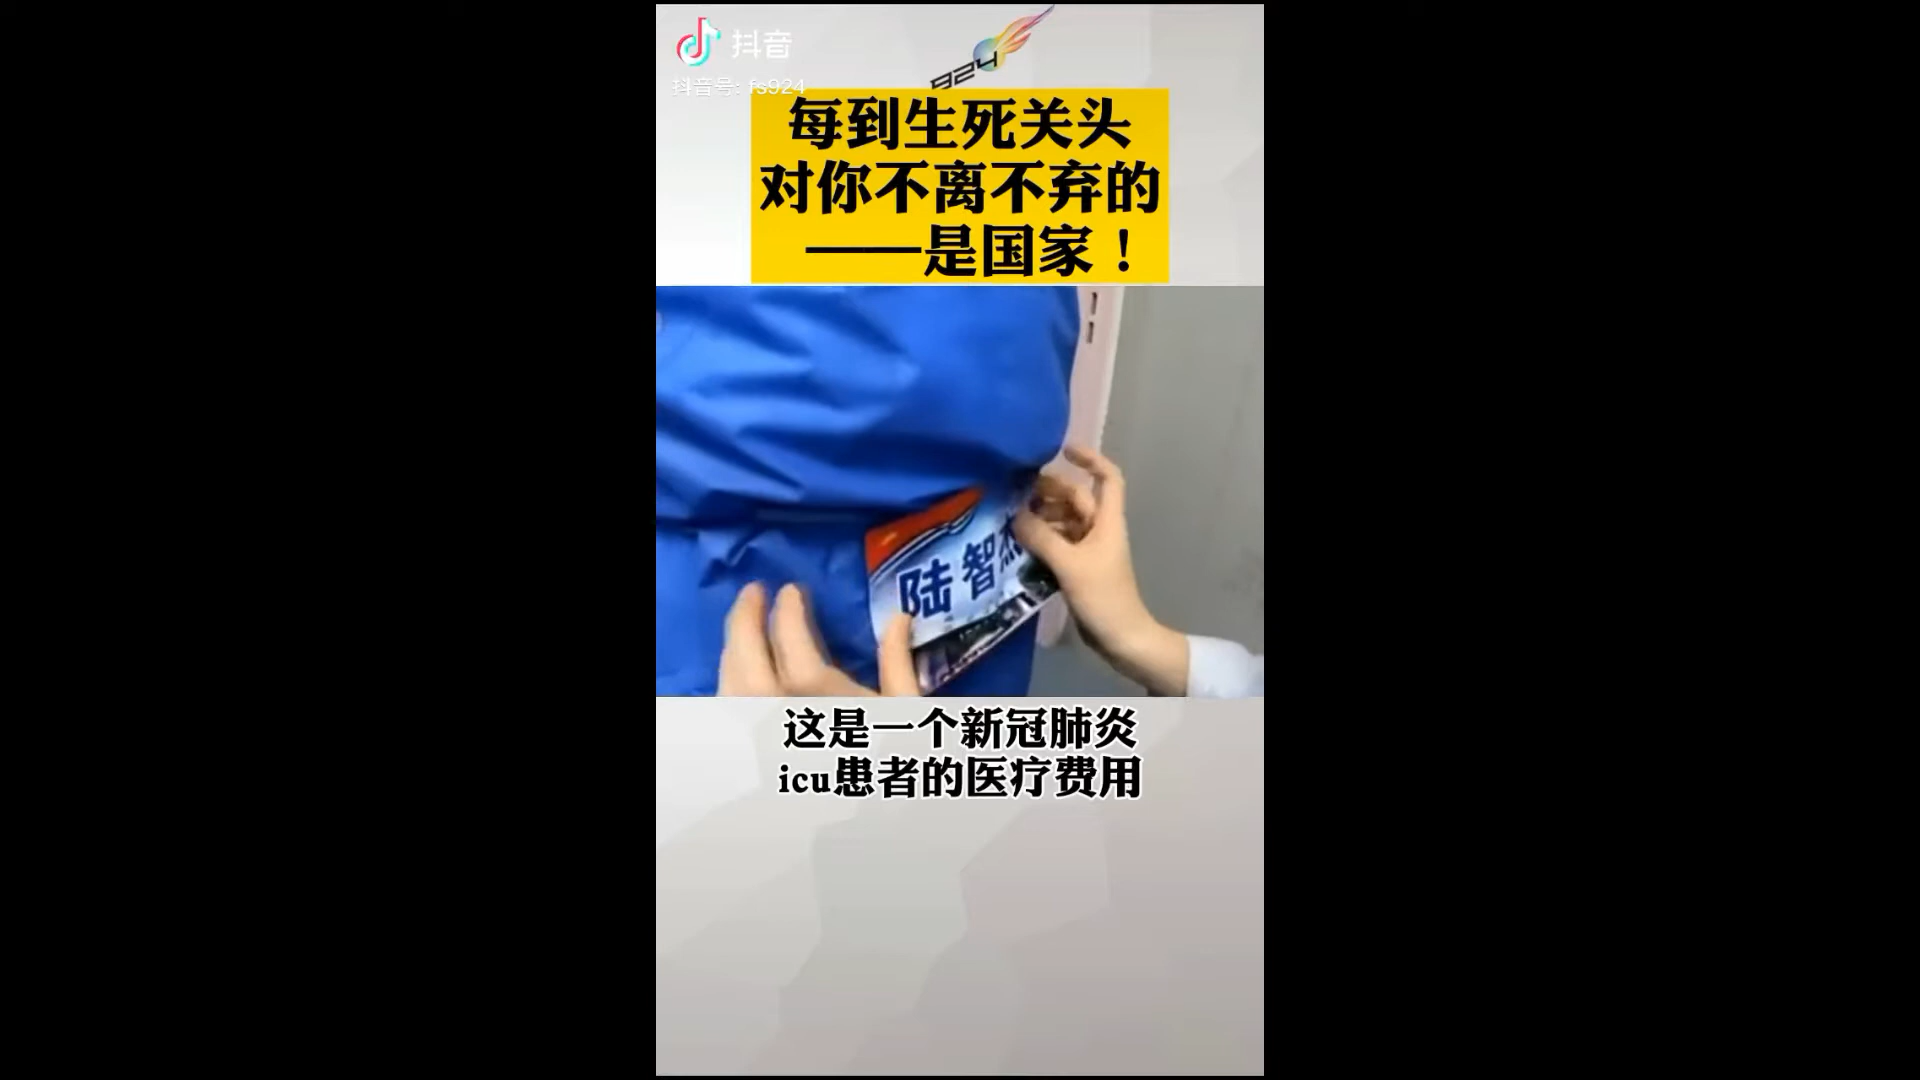 抖音
抖音号: fs924
924
每到生死关头
对你不离不弃的
——是国家！
陆智杰
这是一个新冠肺炎
icu患者的医疗费用